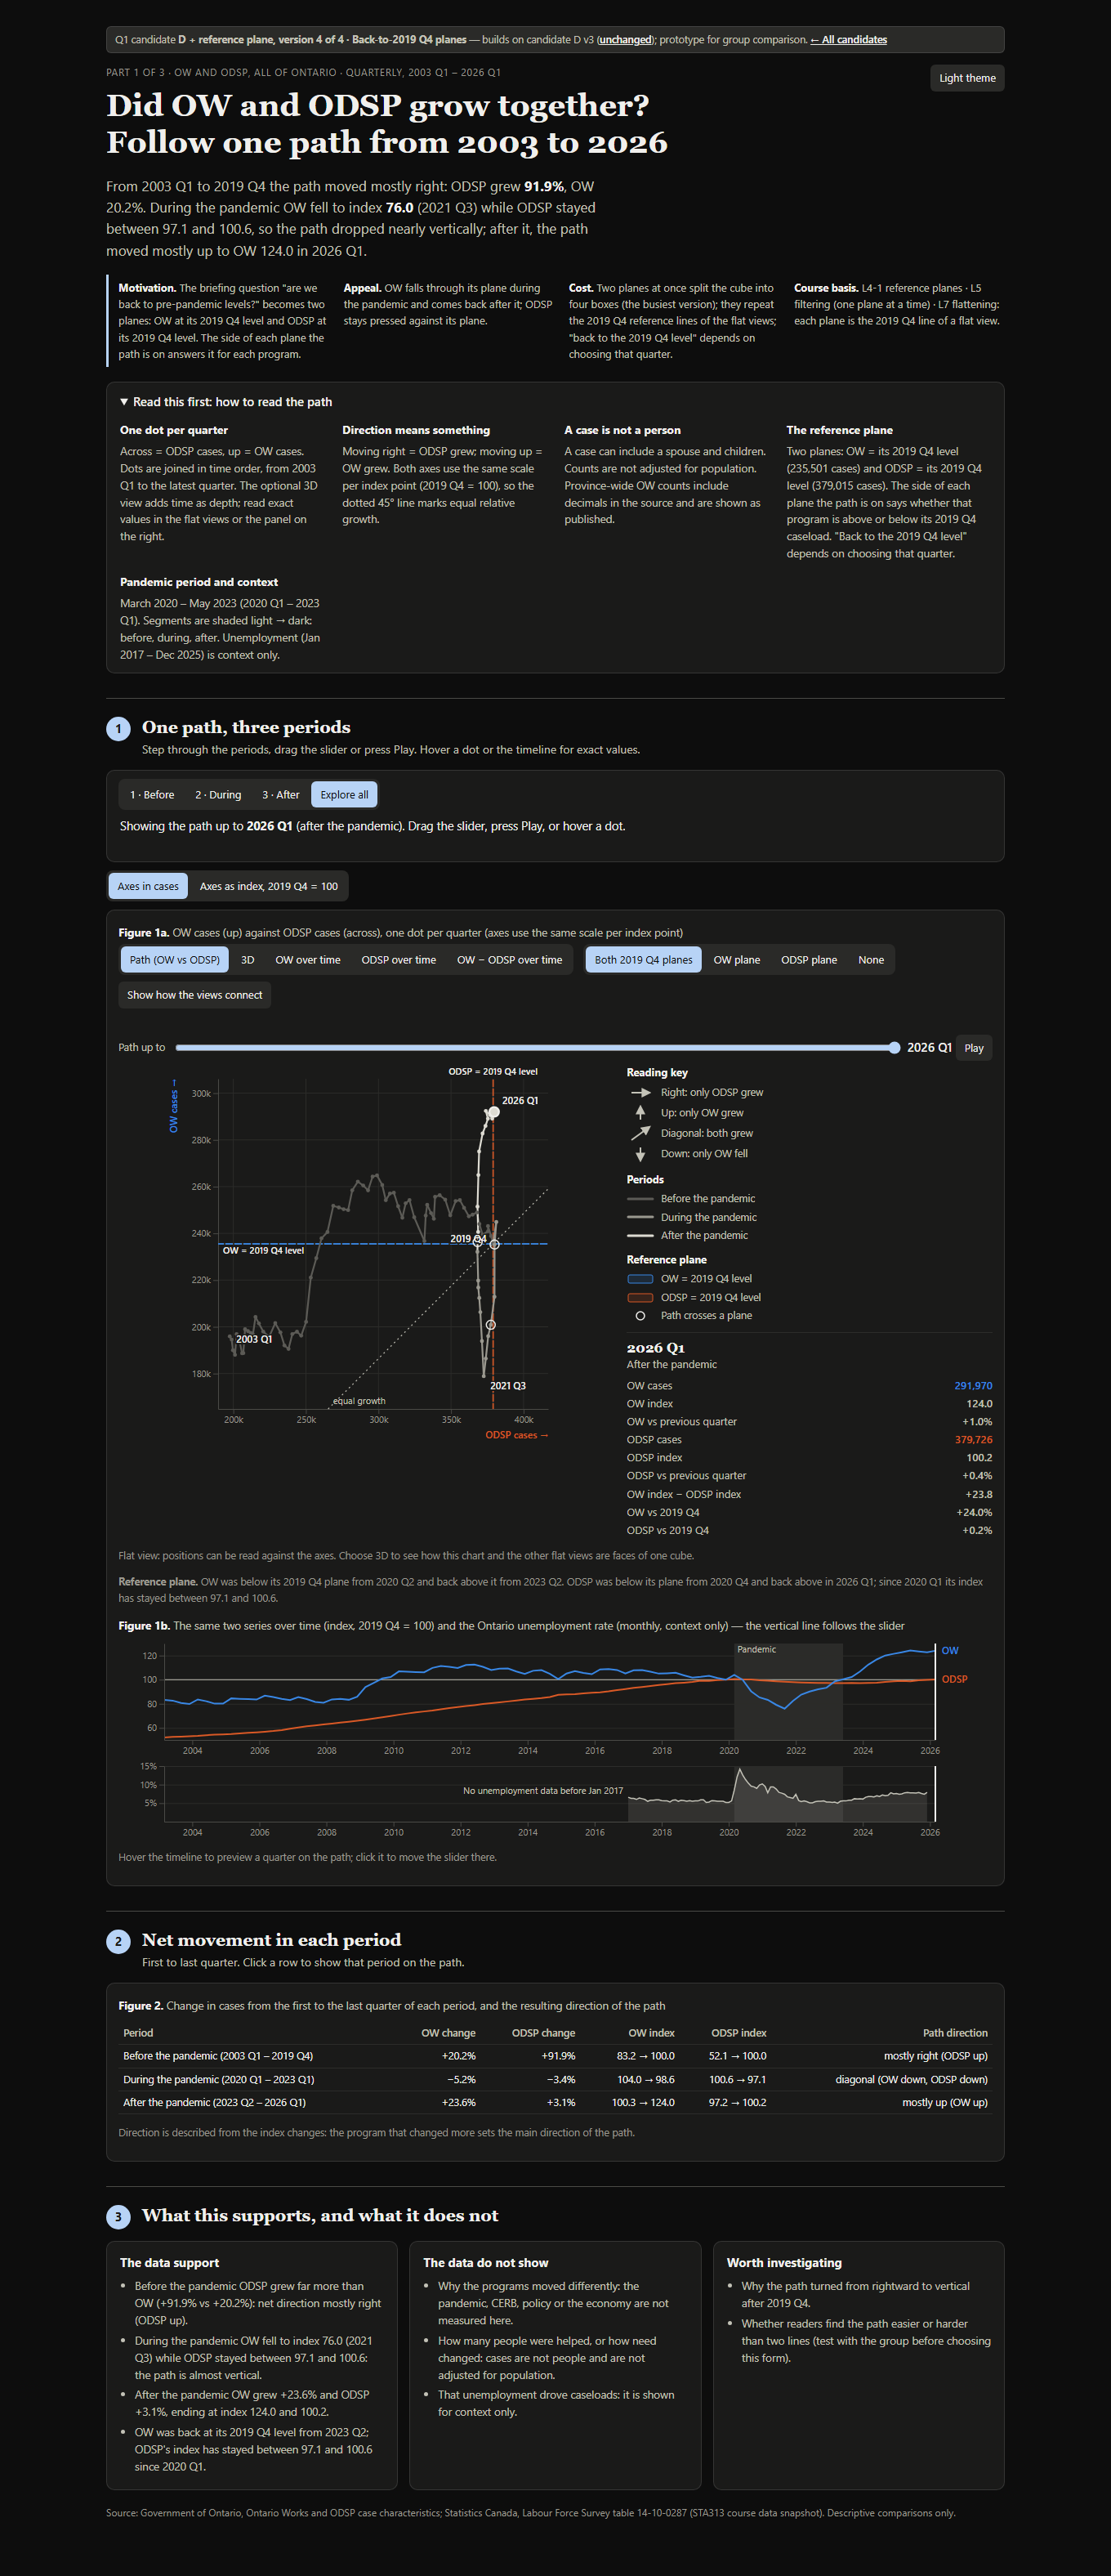 Q1 candidate D + reference plane, version 4 of 4 · Back-to-2019 Q4 planes — builds on candidate D v3 (unchanged); prototype for group comparison. ← All candidates
PART 1 OF 3 · OW AND ODSP, ALL OF ONTARIO · QUARTERLY, 2003 Q1 – 2026 Q1
Light theme
Did OW and ODSP grow together?
Follow one path from 2003 to 2026
From 2003 Q1 to 2019 Q4 the path moved mostly right: ODSP grew 91.9%, OW
20.2%. During the pandemic OW fell to index 76.0 (2021 Q3) while ODSP stayed
between 97.1 and 100.6, so the path dropped nearly vertically; after it, the path
moved mostly up to OW 124.0 in 2026 Q1.
Motivation. The briefing question "are we
back to pre-pandemic levels?" becomes two
planes: OW at its 2019 Q4 level and ODSP at
its 2019 Q4 level. The side of each plane the
path is on answers it for each program.
Appeal. OW falls through its plane during
the pandemic and comes back after it; ODSP
stays pressed against its plane.
Cost. Two planes at once split the cube into
four boxes (the busiest version); they repeat
the 2019 Q4 reference lines of the flat views;
"back to the 2019 Q4 level" depends on
choosing that quarter.
Course basis. L4-1 reference planes · L5
filtering (one plane at a time) · L7 flattening:
each plane is the 2019 Q4 line of a flat view.
▼ Read this first: how to read the path
One dot per quarter
Across = ODSP cases, up = OW cases.
Dots are joined in time order, from 2003
Q1 to the latest quarter. The optional 3D
view adds time as depth; read exact
values in the flat views or the panel on
the right.
Direction means something
Moving right = ODSP grew; moving up =
OW grew. Both axes use the same scale
per index point (2019 Q4 = 100), so the
dotted 45° line marks equal relative
growth.
A case is not a person
A case can include a spouse and children.
Counts are not adjusted for population.
Province-wide OW counts include
decimals in the source and are shown as
published.
The reference plane
Two planes: OW = its 2019 Q4 level
(235,501 cases) and ODSP = its 2019 Q4
level (379,015 cases). The side of each
plane the path is on says whether that
program is above or below its 2019 Q4
caseload. "Back to the 2019 Q4 level"
depends on choosing that quarter.
Pandemic period and context
March 2020 – May 2023 (2020 Q1 – 2023
Q1). Segments are shaded light → dark:
before, during, after. Unemployment (Jan
2017 – Dec 2025) is context only.
1
One path, three periods
Step through the periods, drag the slider or press Play. Hover a dot or the timeline for exact values.
1 · Before
2 · During
3 · After
Explore all
Showing the path up to 2026 Q1 (after the pandemic). Drag the slider, press Play, or hover a dot.
Axes in cases
Axes as index, 2019 Q4 = 100
Figure 1a. OW cases (up) against ODSP cases (across), one dot per quarter (axes use the same scale per index point)
Path (OW vs ODSP)
3D
OW over time
ODSP over time
OW − ODSP over time
Both 2019 Q4 planes
OW plane
ODSP plane
None
Show how the views connect
Path up to
2026 Q1
Play
OW cases →
ODSP = 2019 Q4 level
2026 Q1
300k
280k
260k
240k
220k
200k
180k
2019 Q4
OW = 2019 Q4 level
2003 Q1
2021 Q3
equal growth
200k
250k
300k
350k
400k
ODSP cases →
Reading key
Right: only ODSP grew
Up: only OW grew
Diagonal: both grew
Down: only OW fell
Periods
Before the pandemic
During the pandemic
After the pandemic
Reference plane
OW = 2019 Q4 level
ODSP = 2019 Q4 level
Path crosses a plane
2026 Q1
After the pandemic
OW cases 291,970
OW index 124.0
OW vs previous quarter +1.0%
ODSP cases 379,726
ODSP index 100.2
ODSP vs previous quarter +0.4%
OW index − ODSP index +23.8
OW vs 2019 Q4 +24.0%
ODSP vs 2019 Q4 +0.2%
Flat view: positions can be read against the axes. Choose 3D to see how this chart and the other flat views are faces of one cube.
Reference plane. OW was below its 2019 Q4 plane from 2020 Q2 and back above it from 2023 Q2. ODSP was below its plane from 2020 Q4 and back above in 2026 Q1; since 2020 Q1 its index
has stayed between 97.1 and 100.6.
Figure 1b. The same two series over time (index, 2019 Q4 = 100) and the Ontario unemployment rate (monthly, context only) — the vertical line follows the slider
120
100
80
60
Pandemic
OW
ODSP
2004 2006 2008 2010 2012 2014 2016 2018 2020 2022 2024 2026
15%
10%
5%
No unemployment data before Jan 2017
2004 2006 2008 2010 2012 2014 2016 2018 2020 2022 2024 2026
Hover the timeline to preview a quarter on the path; click it to move the slider there.
2
Net movement in each period
First to last quarter. Click a row to show that period on the path.
Figure 2. Change in cases from the first to the last quarter of each period, and the resulting direction of the path
Period OW change ODSP change OW index ODSP index Path direction
Before the pandemic (2003 Q1 – 2019 Q4) +20.2% +91.9% 83.2 → 100.0 52.1 → 100.0 mostly right (ODSP up)
During the pandemic (2020 Q1 – 2023 Q1) −5.2% −3.4% 104.0 → 98.6 100.6 → 97.1 diagonal (OW down, ODSP down)
After the pandemic (2023 Q2 – 2026 Q1) +23.6% +3.1% 100.3 → 124.0 97.2 → 100.2 mostly up (OW up)
Direction is described from the index changes: the program that changed more sets the main direction of the path.
3
What this supports, and what it does not
The data support
• Before the pandemic ODSP grew far more than
OW (+91.9% vs +20.2%): net direction mostly right
(ODSP up).
• During the pandemic OW fell to index 76.0 (2021
Q3) while ODSP stayed between 97.1 and 100.6:
the path is almost vertical.
• After the pandemic OW grew +23.6% and ODSP
+3.1%, ending at index 124.0 and 100.2.
• OW was back at its 2019 Q4 level from 2023 Q2;
ODSP's index has stayed between 97.1 and 100.6
since 2020 Q1.
The data do not show
• Why the programs moved differently: the
pandemic, CERB, policy or the economy are not
measured here.
• How many people were helped, or how need
changed: cases are not people and are not
adjusted for population.
• That unemployment drove caseloads: it is shown
for context only.
Worth investigating
• Why the path turned from rightward to vertical
after 2019 Q4.
• Whether readers find the path easier or harder
than two lines (test with the group before choosing
this form).
Source: Government of Ontario, Ontario Works and ODSP case characteristics; Statistics Canada, Labour Force Survey table 14-10-0287 (STA313 course data snapshot). Descriptive comparisons only.